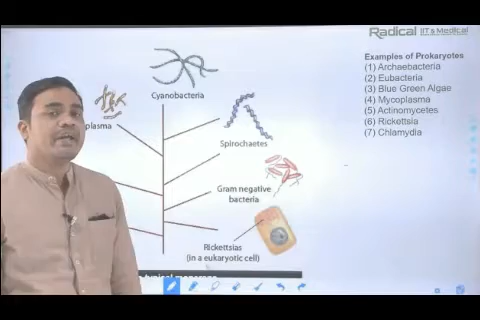 Radical IIT's Medical
Examples of Prokaryotes
(1) Archaebacteria
(2) Eubacteria
(3) Blue Green Algae
(4) Mycoplasma
(5) Actinomycetes
(6) Rickettsia
(7) Chlamydia
Cyanobacteria
plasma
Spirochaetes
Gram negative
bacteria
Rickettsias
(in a eukaryotic cell)